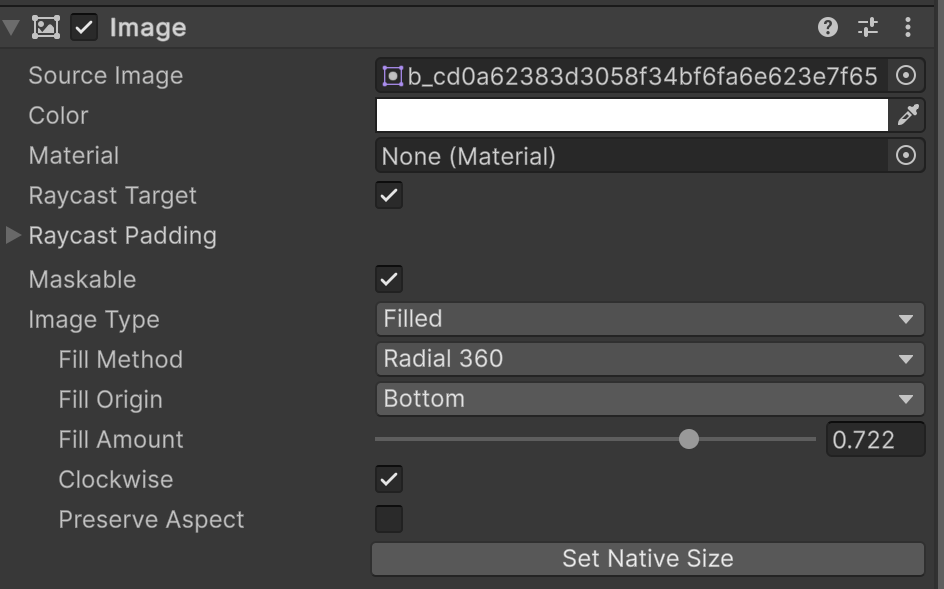 Image
Source Image b_cd0a62383d3058f34bf6fa6e623e7f65
Color
Material None (Material)
Raycast Target
Raycast Padding
Maskable
Image Type Filled
Fill Method Radial 360
Fill Origin Bottom
Fill Amount 0.722
Clockwise
Preserve Aspect
Set Native Size